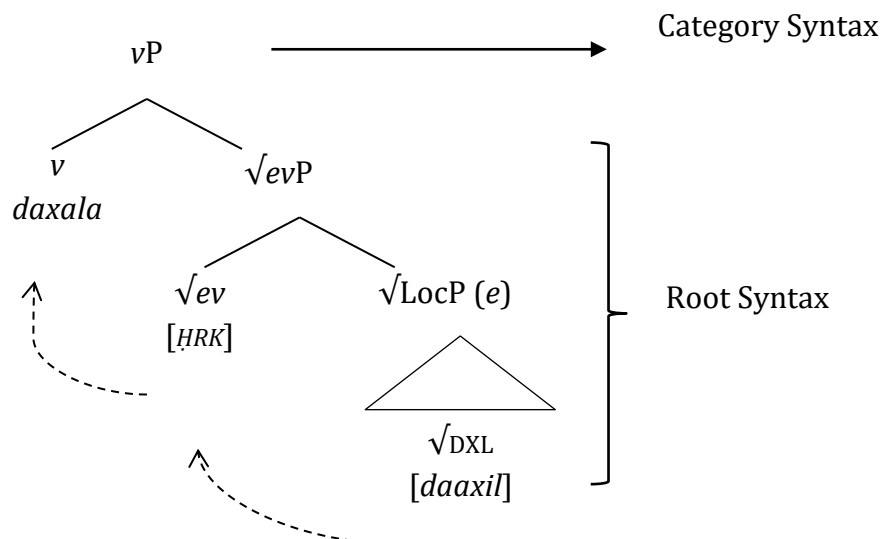 Category Syntax
vP
v
√evP
daxala
√ev
√LocP (e)
Root Syntax
[ḤRK]
√DXL
[daaxil]